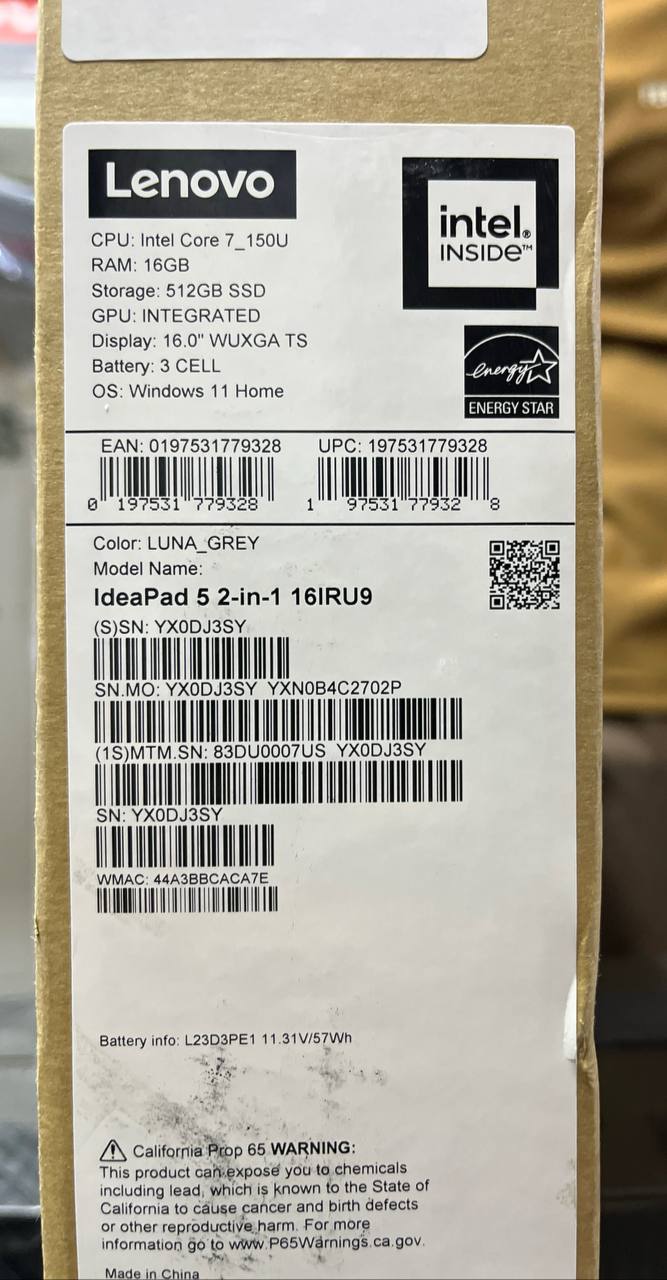 Lenovo
intel®
INSIDE™
CPU: Intel Core 7_150U
RAM: 16GB
Storage: 512GB SSD
GPU: INTEGRATED
Display: 16.0" WUXGA TS
Battery: 3 CELL
OS: Windows 11 Home
energy
ENERGY STAR
EAN: 0197531779328
UPC: 197531779328
0 197531 779328
1 97531 77932 8
Color: LUNA_GREY
Model Name:
IdeaPad 5 2-in-1 16IRU9
(S)SN: YX0DJ3SY
SN.MO: YX0DJ3SY YXN0B4C2702P
(1S)MTM.SN: 83DU0007US YX0DJ3SY
SN: YX0DJ3SY
WMAC: 44A3BBCACA7E
Battery info: L23D3PE1 11.31V/57Wh
California Prop 65 WARNING:
This product can expose you to chemicals
including lead, which is known to the State of
California to cause cancer and birth defects
or other reproductive harm. For more
information go to www.P65Warnings.ca.gov.
Made in China